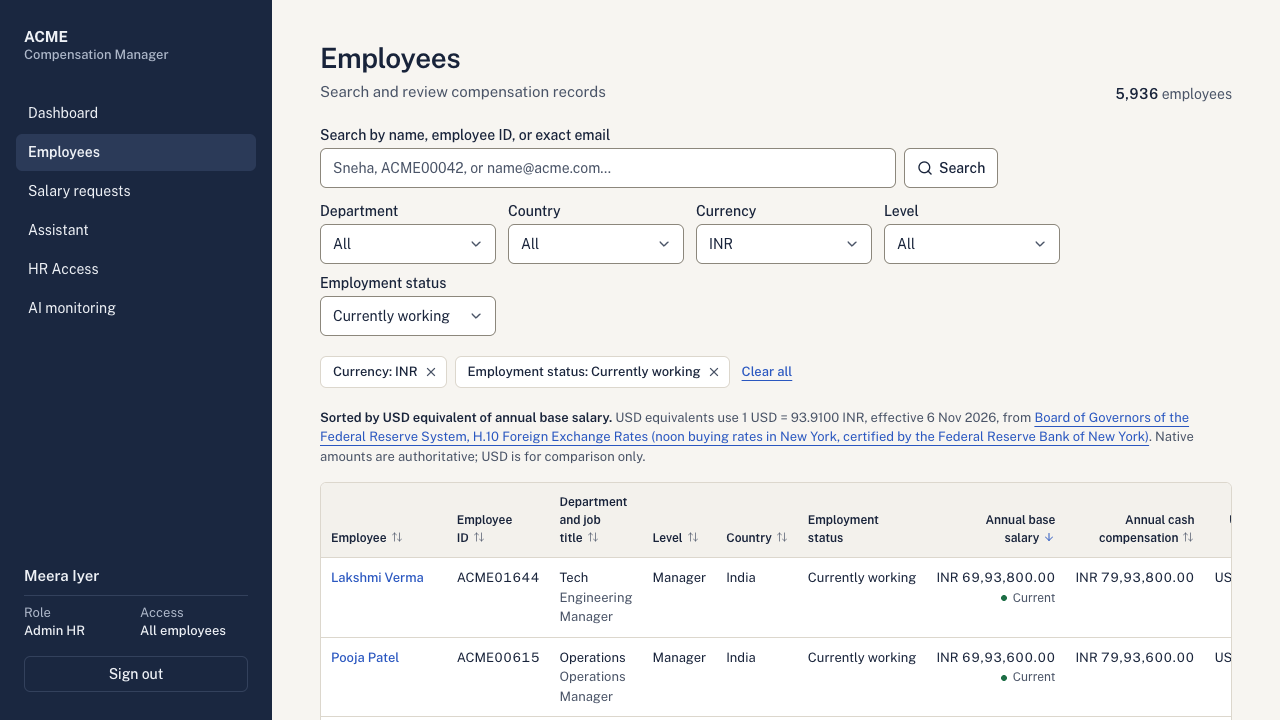 ACME
Compensation Manager
Dashboard
Employees
Salary requests
Assistant
HR Access
AI monitoring
Meera Iyer
Role
Access
Admin HR
All employees
Sign out
Employees
Search and review compensation records
5,936 employees
Search by name, employee ID, or exact email
Sneha, ACME00042, or name@acme.com...
Search
Department
Country
Currency
Level
All
All
INR
All
Employment status
Currently working
Currency: INR
Employment status: Currently working
Clear all
Sorted by USD equivalent of annual base salary. USD equivalents use 1 USD = 93.9100 INR, effective 6 Nov 2026, from Board of Governors of the
Federal Reserve System, H.10 Foreign Exchange Rates (noon buying rates in New York, certified by the Federal Reserve Bank of New York). Native
amounts are authoritative; USD is for comparison only.
Employee
Employee
ID
Department
and job
title
Level
Country
Employment
status
Annual base
salary
Annual cash
compensation
Lakshmi Verma
ACME01644
Tech
Engineering
Manager
Manager
India
Currently working
INR 69,93,800.00
Current
INR 79,93,800.00
US
Pooja Patel
ACME00615
Operations
Operations
Manager
Manager
India
Currently working
INR 69,93,600.00
Current
INR 79,93,600.00
US